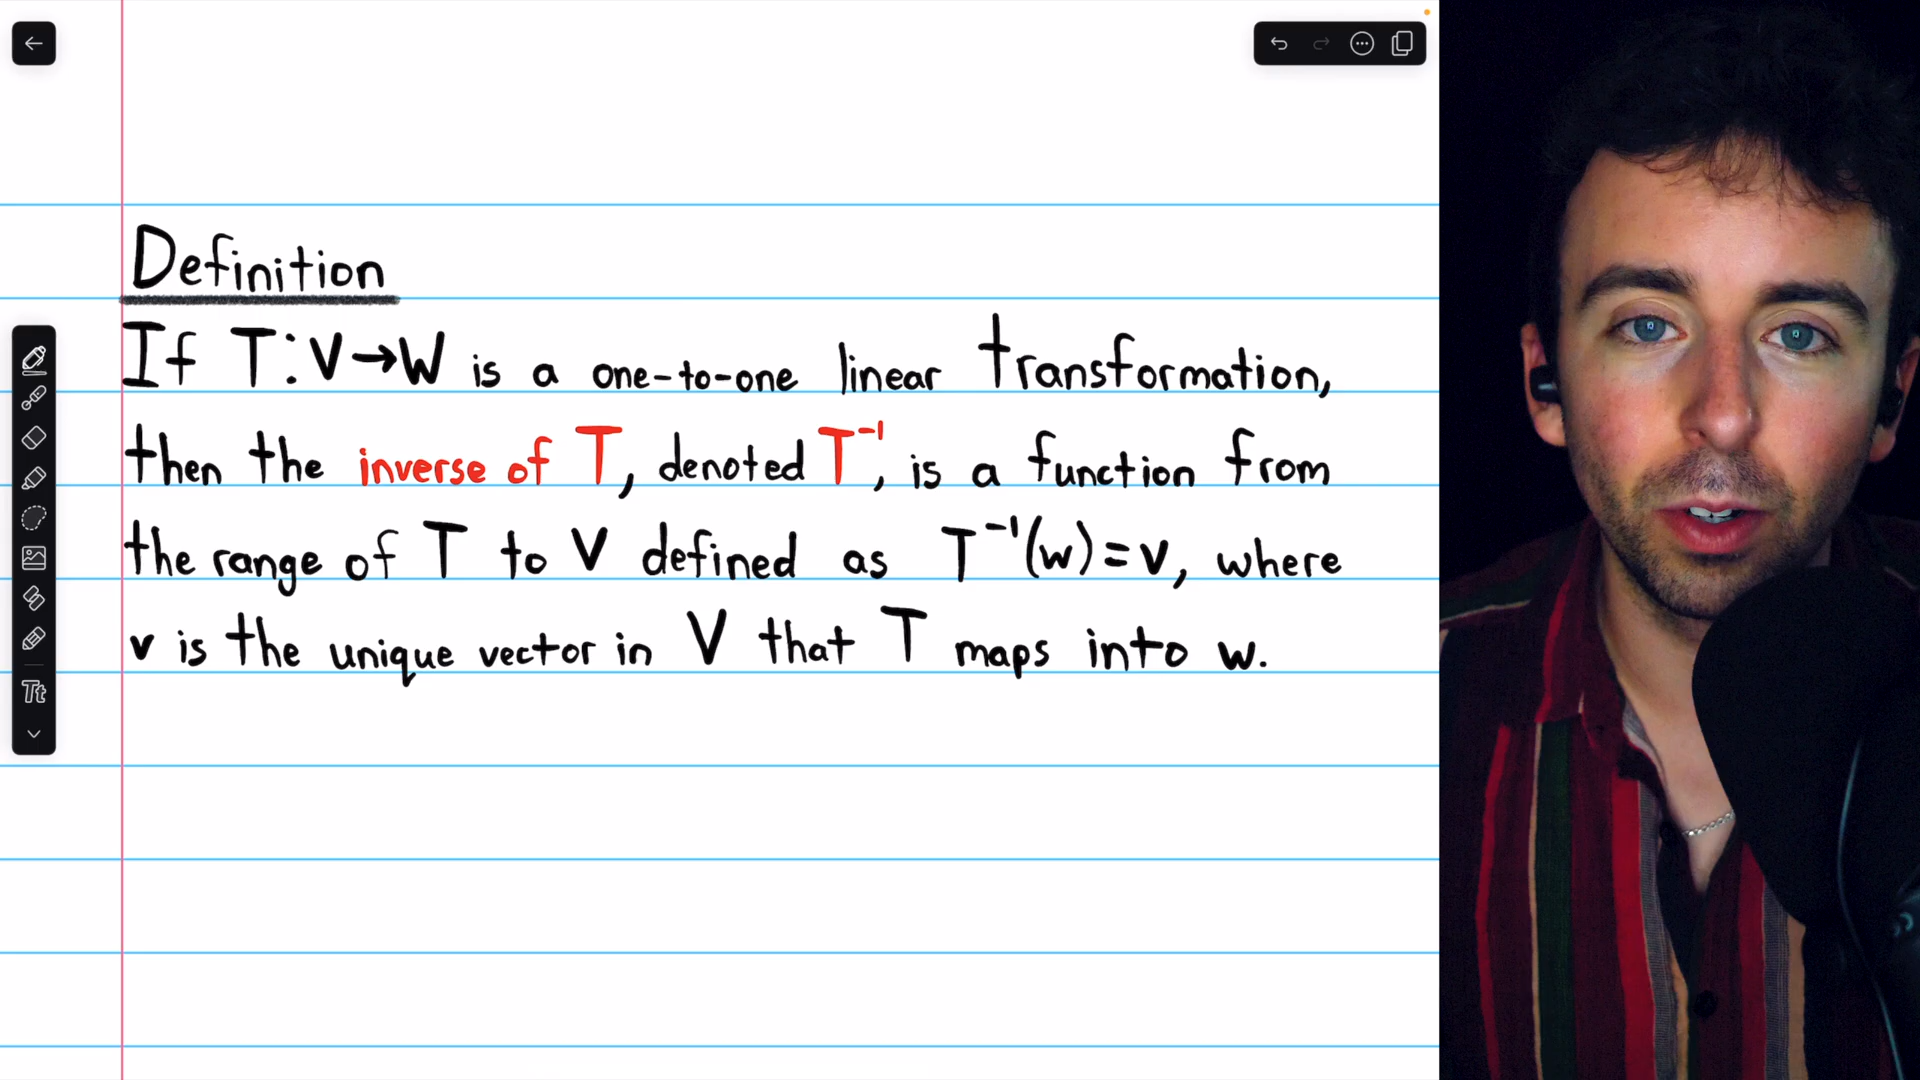 Definition
If T:V→W is a one-to-one linear transformation,
then the inverse of T, denoted T⁻¹, is a function from
the range of T to V defined as T⁻¹(w)=v, where
v is the unique vector in V that T maps into w.
Tt